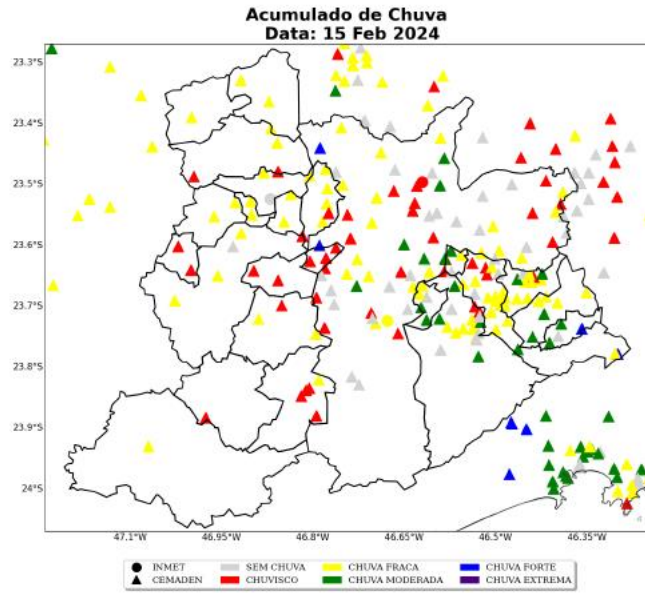 Acumulado de Chuva
Data: 15 Feb 2024
23.3°S
23.4°S
23.5°S
23.6°S
23.7°S
23.8°S
23.9°S
24°S
47.1°W
46.95°W
46.8°W
46.65°W
46.5°W
46.35°W
INMET
CEMADEN
SEM CHUVA
CHUVISCO
CHUVA FRACA
CHUVA MODERADA
CHUVA FORTE
CHUVA EXTREMA